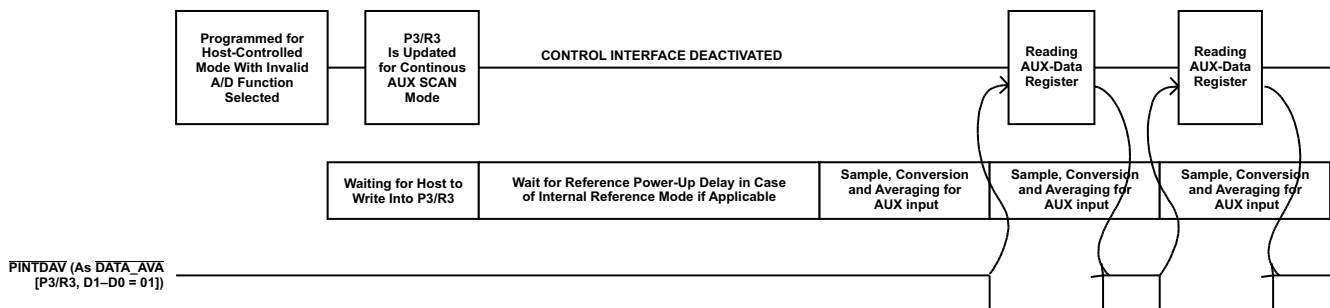 Programmed for
Host-Controlled
Mode With Invalid
A/D Function
Selected
P3/R3
Is Updated
for Continous
AUX SCAN
Mode
CONTROL INTERFACE DEACTIVATED
Reading
AUX-Data
Register
Reading
AUX-Data
Register
Waiting for Host to
Write Into P3/R3
Wait for Reference Power-Up Delay in Case
of Internal Reference Mode if Applicable
Sample, Conversion
and Averaging for
AUX input
Sample, Conversion
and Averaging for
AUX input
Sample, Conversion
and Averaging for
AUX input
PINTDAV (As DATA_AVA
[P3/R3, D1–D0 = 01])